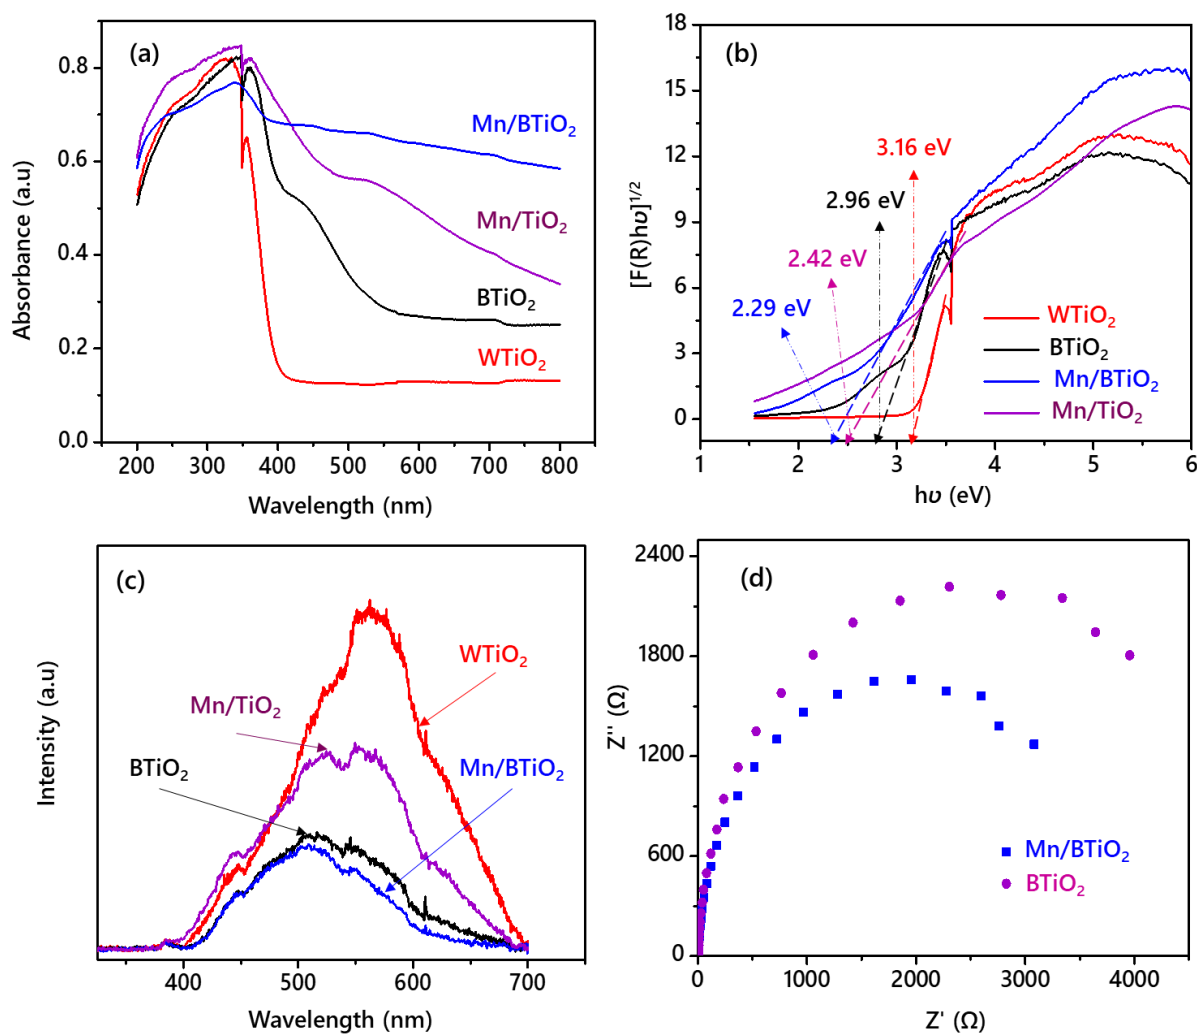 (a)
0.8
0.6
0.4
0.2
0.0
Absorbance (a.u)
Mn/BTiO₂
Mn/TiO₂
BTiO₂
WTiO₂
200 300 400 500 600 700 800
Wavelength (nm)
(b)
18
15
12
9
6
3
0
[F(R)hυ]^1/2
3.16 eV
2.96 eV
2.42 eV
2.29 eV
WTiO₂
BTiO₂
Mn/BTiO₂
Mn/TiO₂
1 2 3 4 5 6
hυ (eV)
(c)
Intensity (a.u)
WTiO₂
Mn/TiO₂
BTiO₂
Mn/BTiO₂
400 500 600 700
Wavelength (nm)
(d)
2400
1800
1200
600
0
Z'' (Ω)
Mn/BTiO₂
BTiO₂
0 1000 2000 3000 4000
Z' (Ω)